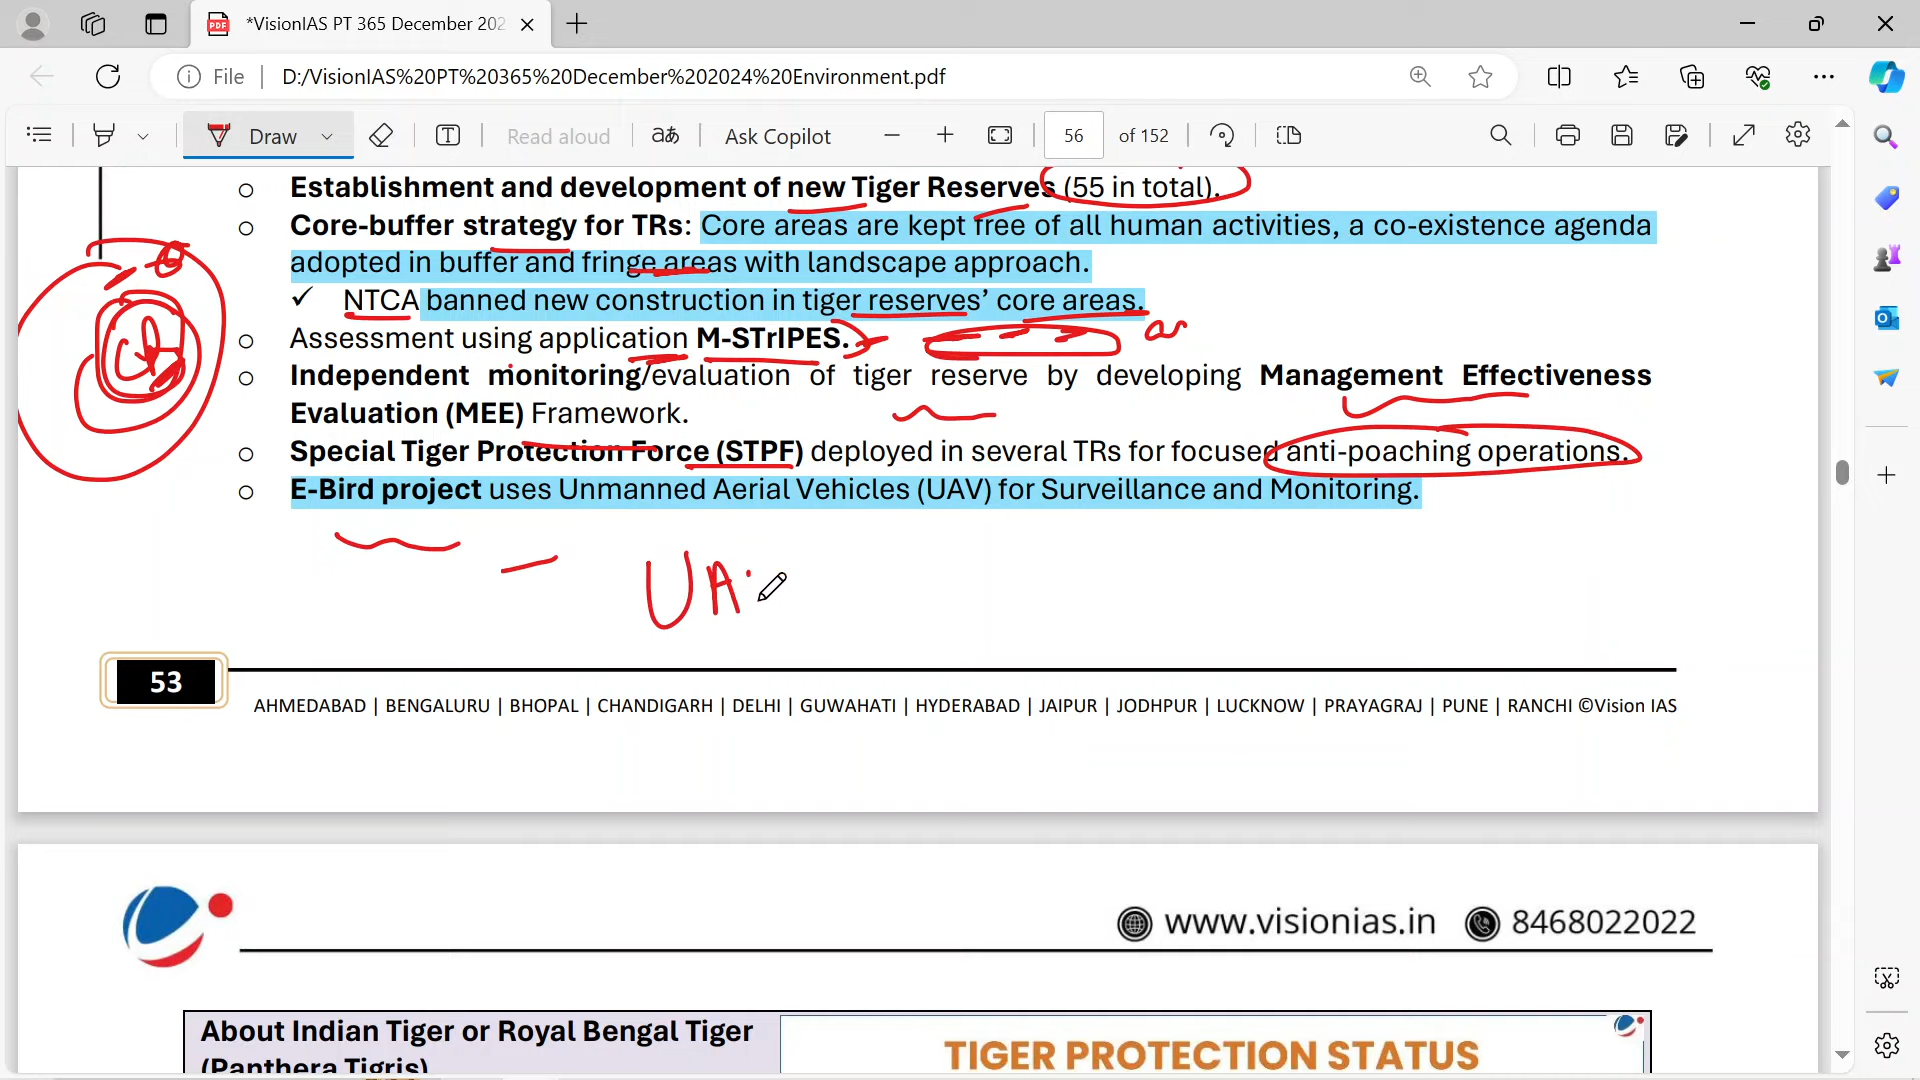 *VisionIAS PT 365 December 202
File
D:/VisionIAS%20PT%20365%20December%202024%20Environment.pdf
Draw
Read aloud
aあ
Ask Copilot
56
of 152
Establishment and development of new Tiger Reserves (55 in total).
Core-buffer strategy for TRs: Core areas are kept free of all human activities, a co-existence agenda
adopted in buffer and fringe areas with landscape approach.
NTCA banned new construction in tiger reserves’ core areas.
Assessment using application M-STrIPES.
Independent monitoring/evaluation of tiger reserve by developing Management Effectiveness
Evaluation (MEE) Framework.
Special Tiger Protection Force (STPF) deployed in several TRs for focused anti-poaching operations.
E-Bird project uses Unmanned Aerial Vehicles (UAV) for Surveillance and Monitoring.
UA
53
AHMEDABAD | BENGALURU | BHOPAL | CHANDIGARH | DELHI | GUWAHATI | HYDERABAD | JAIPUR | JODHPUR | LUCKNOW | PRAYAGRAJ | PUNE | RANCHI ©Vision IAS
www.visionias.in 8468022022
About Indian Tiger or Royal Bengal Tiger
(Panthera Tigris)
TIGER PROTECTION STATUS